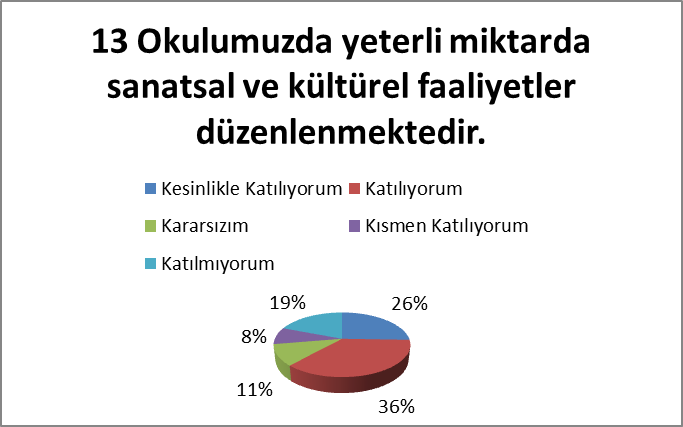 13 Okulumuzda yeterli miktarda
sanatsal ve kültürel faaliyetler
düzenlenmektedir.
Kesinlikle Katılıyorum Katılıyorum
Kararsızım Kısmen Katılıyorum
Katılmıyorum
19% 26%
8%
11%
36%